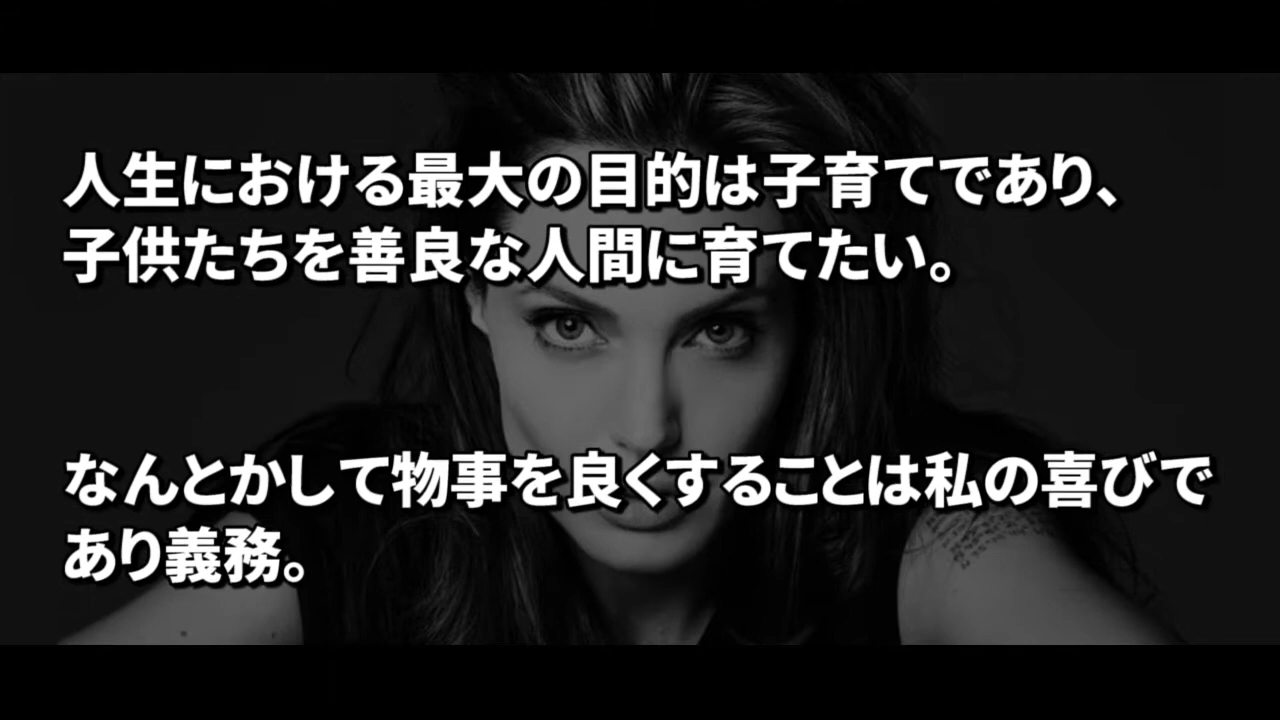 人生における最大の目的は子育てであり、
子供たちを善良な人間に育てたい。
なんとかして物事を良くすることは私の喜びで
あり義務。